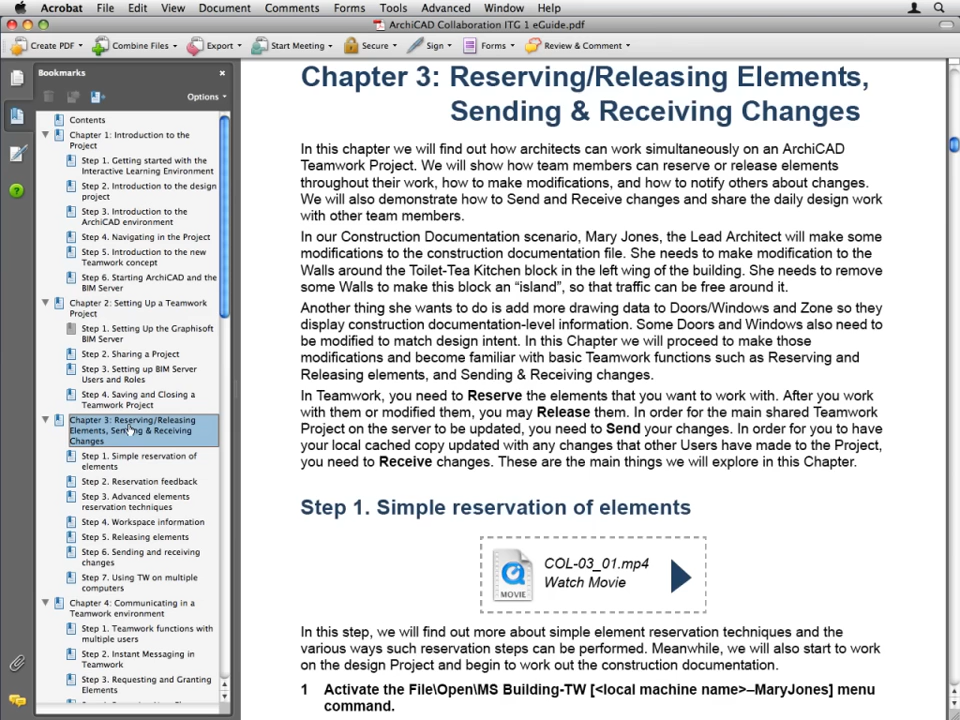 Acrobat File Edit View Document Comments Forms Tools Advanced Window Help
ArchiCAD Collaboration ITG 1 eGuide.pdf
Create PDF Combine Files Export Start Meeting Secure Sign Forms Review & Comment
Bookmarks
Options
Contents
Chapter 1: Introduction to the
Project
Step 1. Getting started with the
Interactive Learning Environment
Step 2. Introduction to the design
project
Step 3. Introduction to the
ArchiCAD environment
Step 4. Navigating in the Project
Step 5. Introduction to the new
Teamwork concept
Step 6. Starting ArchiCAD and the
BIM Server
Chapter 2: Setting Up a Teamwork
Project
Step 1. Setting Up the Graphisoft
BIM Server
Step 2. Sharing a Project
Step 3. Setting up BIM Server
Users and Roles
Step 4. Saving and Closing a
Teamwork Project
Chapter 3: Reserving/Releasing
Elements, Sending & Receiving
Changes
Step 1. Simple reservation of
elements
Step 2. Reservation feedback
Step 3. Advanced elements
reservation techniques
Step 4. Workspace information
Step 5. Releasing elements
Step 6. Sending and receiving
changes
Step 7. Using TW on multiple
computers
Chapter 4: Communicating in a
Teamwork environment
Step 1. Teamwork functions with
multiple users
Step 2. Instant Messaging in
Teamwork
Step 3. Requesting and Granting
Elements
Chapter 3: Reserving/Releasing Elements,
Sending & Receiving Changes
In this chapter we will find out how architects can work simultaneously on an ArchiCAD
Teamwork Project. We will show how team members can reserve or release elements
throughout their work, how to make modifications, and how to notify others about changes.
We will also demonstrate how to Send and Receive changes and share the daily design work
with other team members.
In our Construction Documentation scenario, Mary Jones, the Lead Architect will make some
modifications to the construction documentation file. She needs to make modification to the
Walls around the Toilet-Tea Kitchen block in the left wing of the building. She needs to remove
some Walls to make this block an “island”, so that traffic can be free around it.
Another thing she wants to do is add more drawing data to Doors/Windows and Zone so they
display construction documentation-level information. Some Doors and Windows also need to
be modified to match design intent. In this Chapter we will proceed to make those
modifications and become familiar with basic Teamwork functions such as Reserving and
Releasing elements, and Sending & Receiving changes.
In Teamwork, you need to Reserve the elements that you want to work with. After you work
with them or modified them, you may Release them. In order for the main shared Teamwork
Project on the server to be updated, you need to Send your changes. In order for you to have
your local cached copy updated with any changes that other Users have made to the Project,
you need to Receive changes. These are the main things we will explore in this Chapter.
Step 1. Simple reservation of elements
COL-03_01.mp4
Watch Movie
MOVIE
In this step, we will find out more about simple element reservation techniques and the
various ways such reservation steps can be performed. Meanwhile, we will also start to work
on the design Project and begin to work out the construction documentation.
1 Activate the File\Open\MS Building-TW [<local machine name>–MaryJones] menu
command.